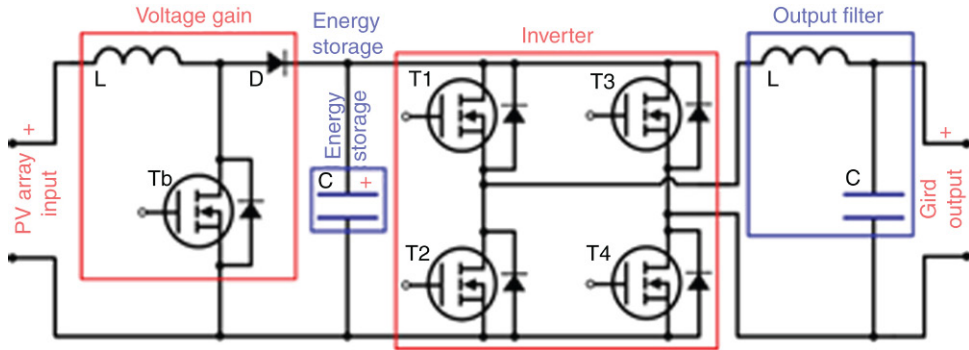 Voltage gain
Energy
storage
Inverter
Output filter
L
D
T1
T3
L
PV array
input
+
Tb
Energy
storage
C
+
T2
T4
C
+
Gird
output